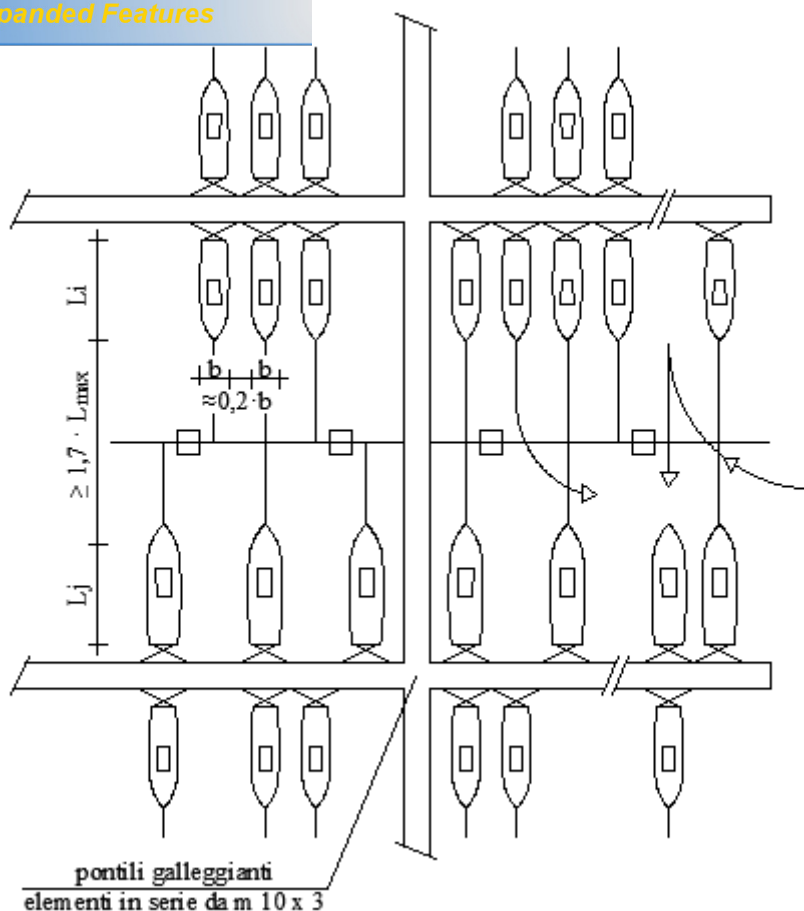 panded Features
Li
b b
≈0,2·b
≥ 1,7 · Lmax
Lj
pontili galleggianti
elementi in serie da m 10 x 3